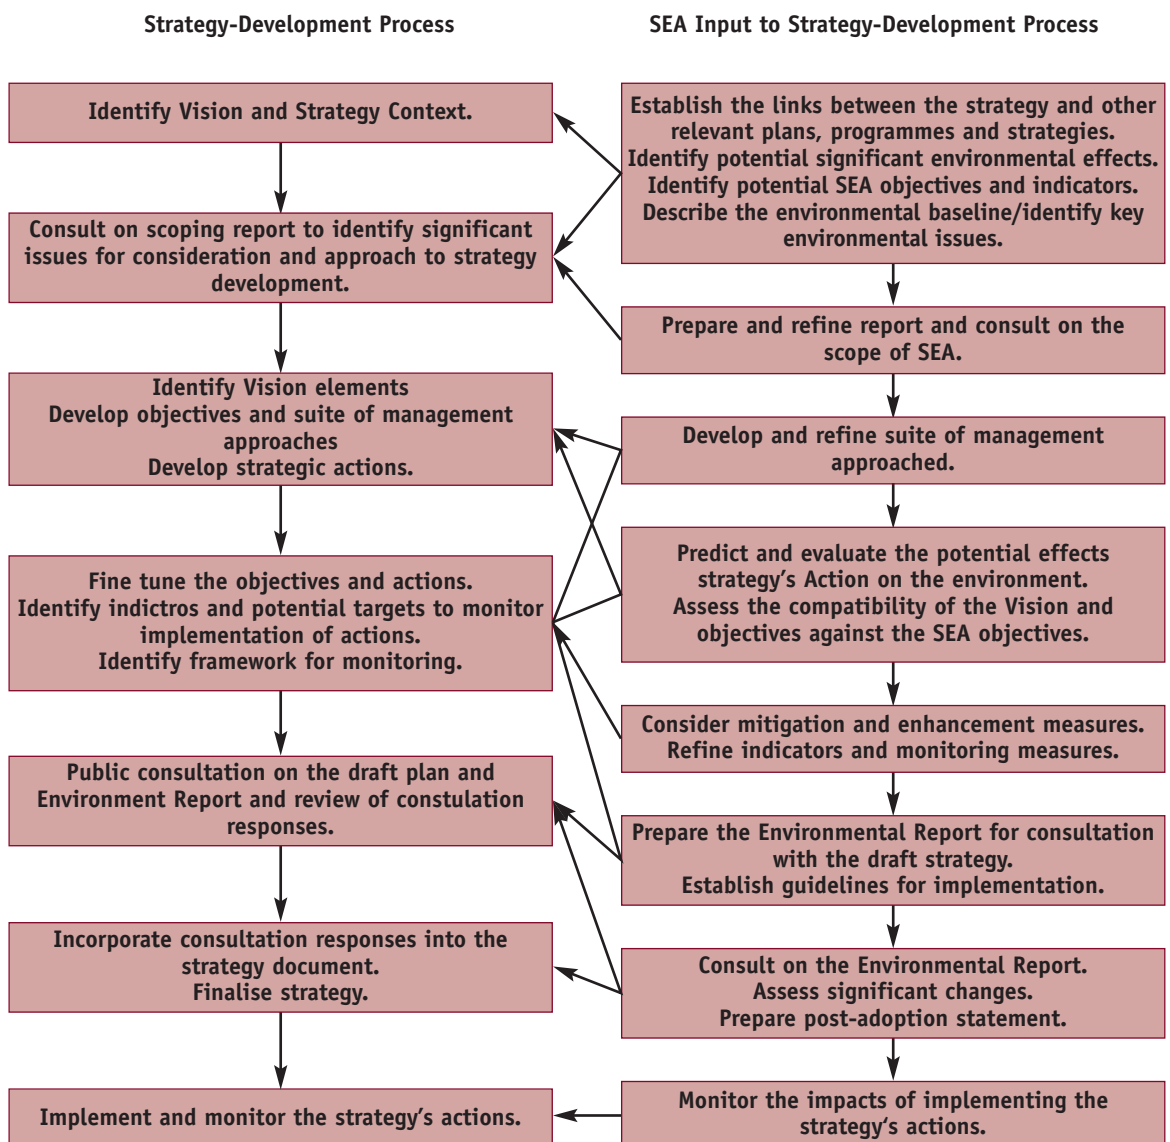 Strategy-Development Process
Identify Vision and Strategy Context.
Consult on scoping report to identify significant
issues for consideration and approach to strategy
development.
Identify Vision elements
Develop objectives and suite of management
approaches
Develop strategic actions.
Fine tune the objectives and actions.
Identify indictros and potential targets to monitor
implementation of actions.
Identify framework for monitoring.
Public consultation on the draft plan and
Environment Report and review of constulation
responses.
Incorporate consultation responses into the
strategy document.
Finalise strategy.
Implement and monitor the strategy's actions.
SEA Input to Strategy-Development Process
Establish the links between the strategy and other
relevant plans, programmes and strategies.
Identify potential significant environmental effects.
Identify potential SEA objectives and indicators.
Describe the environmental baseline/identify key
environmental issues.
Prepare and refine report and consult on the
scope of SEA.
Develop and refine suite of management
approached.
Predict and evaluate the potential effects
strategy's Action on the environment.
Assess the compatibility of the Vision and
objectives against the SEA objectives.
Consider mitigation and enhancement measures.
Refine indicators and monitoring measures.
Prepare the Environmental Report for consultation
with the draft strategy.
Establish guidelines for implementation.
Consult on the Environmental Report.
Assess significant changes.
Prepare post-adoption statement.
Monitor the impacts of implementing the
strategy's actions.